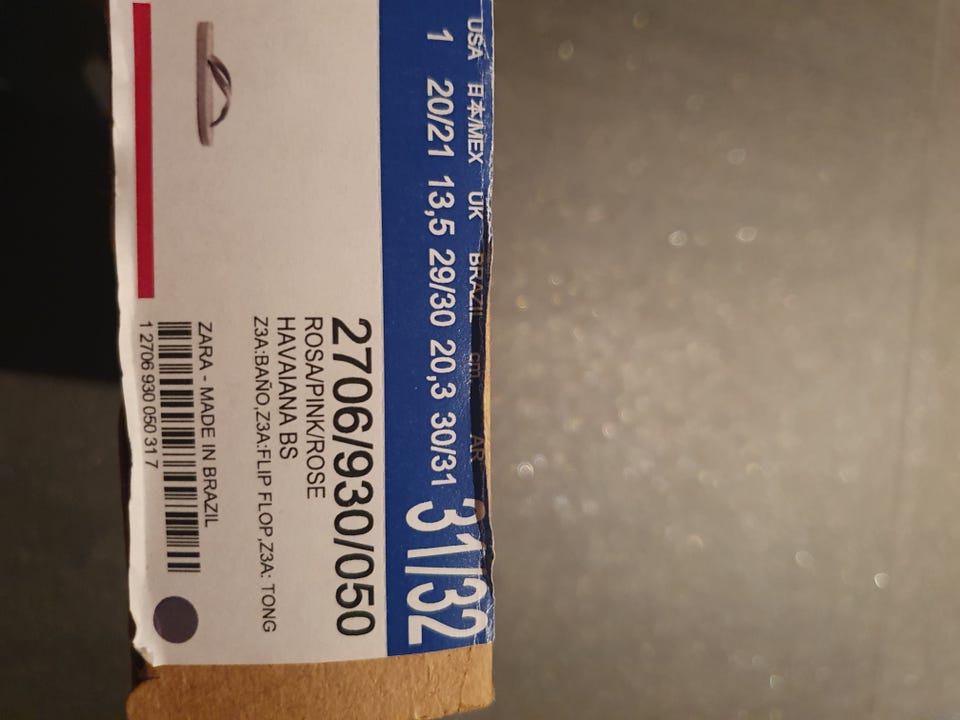 USA 日本/MEX UK BRAZIL cm AR
1 20/21 13,5 29/30 20,3 30/31 31/32
2706/930/050
ROSA/PINK/ROSE
HAVAIANA BS
Z3A:BAÑO,Z3A:FLIP FLOP,Z3A: TONG
ZARA - MADE IN BRAZIL
1 2706 930 050 31 7